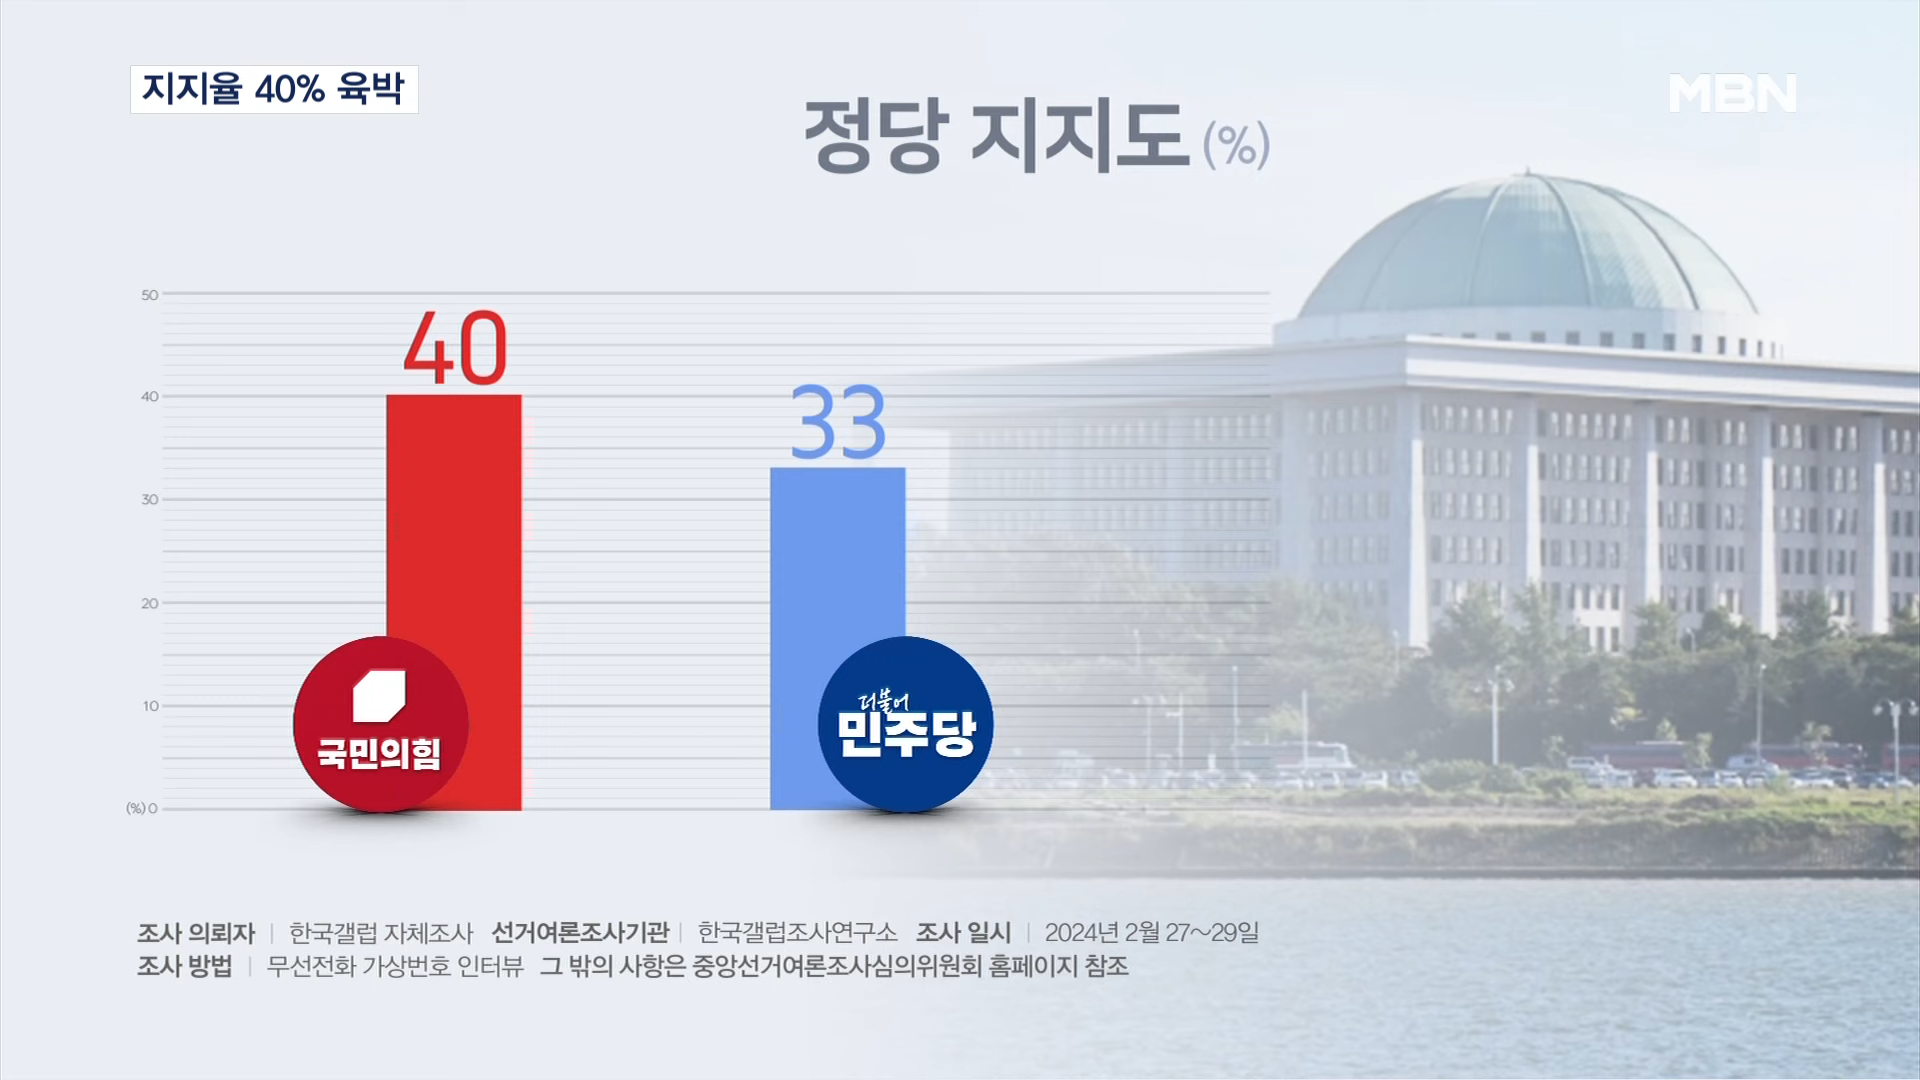 지지율 40% 육박
MBN
정당 지지도 (%)
50
40
30
20
10
(%) 0
40
33
국민의힘
더불어
민주당
조사 의뢰자 | 한국갤럽 자체조사 선거여론조사기관 | 한국갤럽조사연구소 조사 일시 | 2024년 2월 27~29일
조사 방법 | 무선전화 가상번호 인터뷰 그 밖의 사항은 중앙선거여론조사심의위원회 홈페이지 참조